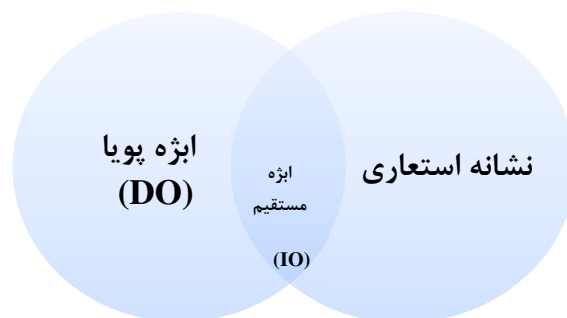 نشانه استعاری
ابژه
مستقیم
(IO)
ابژه پویا
(DO)